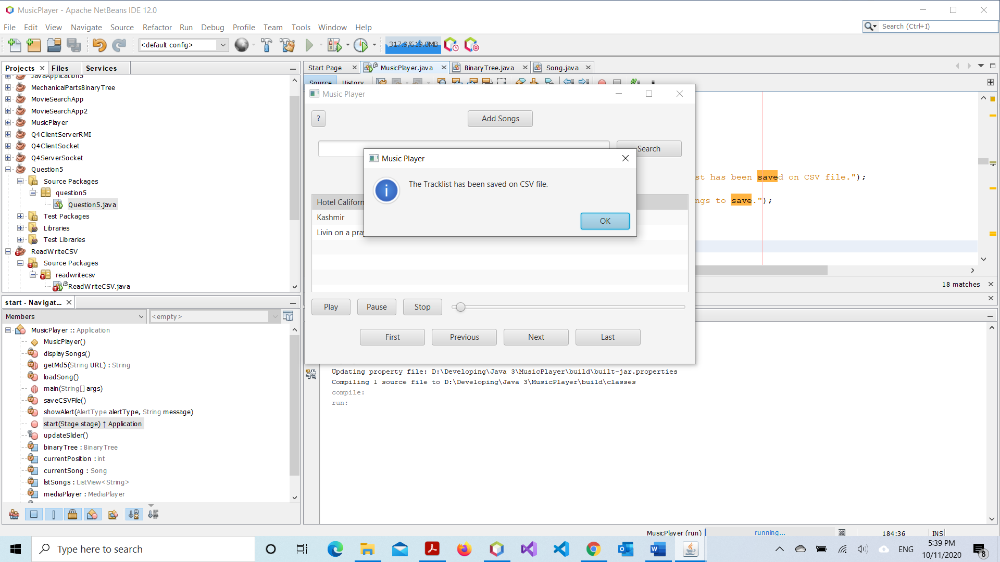 MusicPlayer - Apache NetBeans IDE 12.0
File Edit View Navigate Source Refactor Run Debug Profile Team Tools Window Help
Search (Ctrl+I)
<default config>
317.9/619.0MB
Projects Files Services
JavaApplication5
MechanicalPartsBinaryTree
MovieSearchApp
MovieSearchApp2
MusicPlayer
Q4ClientServerRMI
Q4ClientSocket
Q4ServerSocket
Question5
Source Packages
question5
Question5.java
Test Packages
Libraries
Test Libraries
ReadWriteCSV
Source Packages
readwritecsv
ReadWriteCSV.java
start - Navigat...
Members
<empty>
MusicPlayer :: Application
MusicPlayer()
displaySongs()
getMd5(String URL) : String
loadSong()
main(String[] args)
saveCSVFile()
showAlert(AlertType alertType, String message)
start(Stage stage) ↑ Application
updateSlider()
binaryTree : BinaryTree
currentPosition : int
currentSong : Song
lstSongs : ListView<String>
mediaPlayer : MediaPlayer
Start Page MusicPlayer.java BinaryTree.java Song.java
Source History
st has been saved on CSV file.");
ngs to save.");
18 matches
Music Player
?
Add Songs
Search
Hotel Californ
Kashmir
Livin on a pra
Play Pause Stop
First Previous Next Last
Music Player
The Tracklist has been saved on CSV file.
OK
Updating property file: D:\Developing\Java 3\MusicPlayer\build\built-jar.properties
Compiling 1 source file to D:\Developing\Java 3\MusicPlayer\build\classes
compile:
run:
MusicPlayer (run)
running...
184:36
INS
Type here to search
ENG
5:39 PM
10/11/2020
8